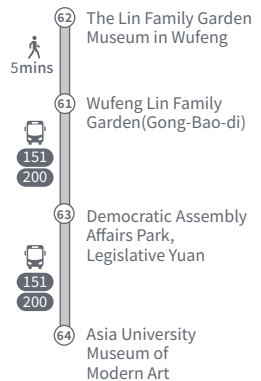 62
The Lin Family Garden
Museum in Wufeng
5mins
61
Wufeng Lin Family
Garden(Gong-Bao-di)
151
200
63
Democratic Assembly
Affairs Park,
Legislative Yuan
151
200
64
Asia University
Museum of
Modern Art